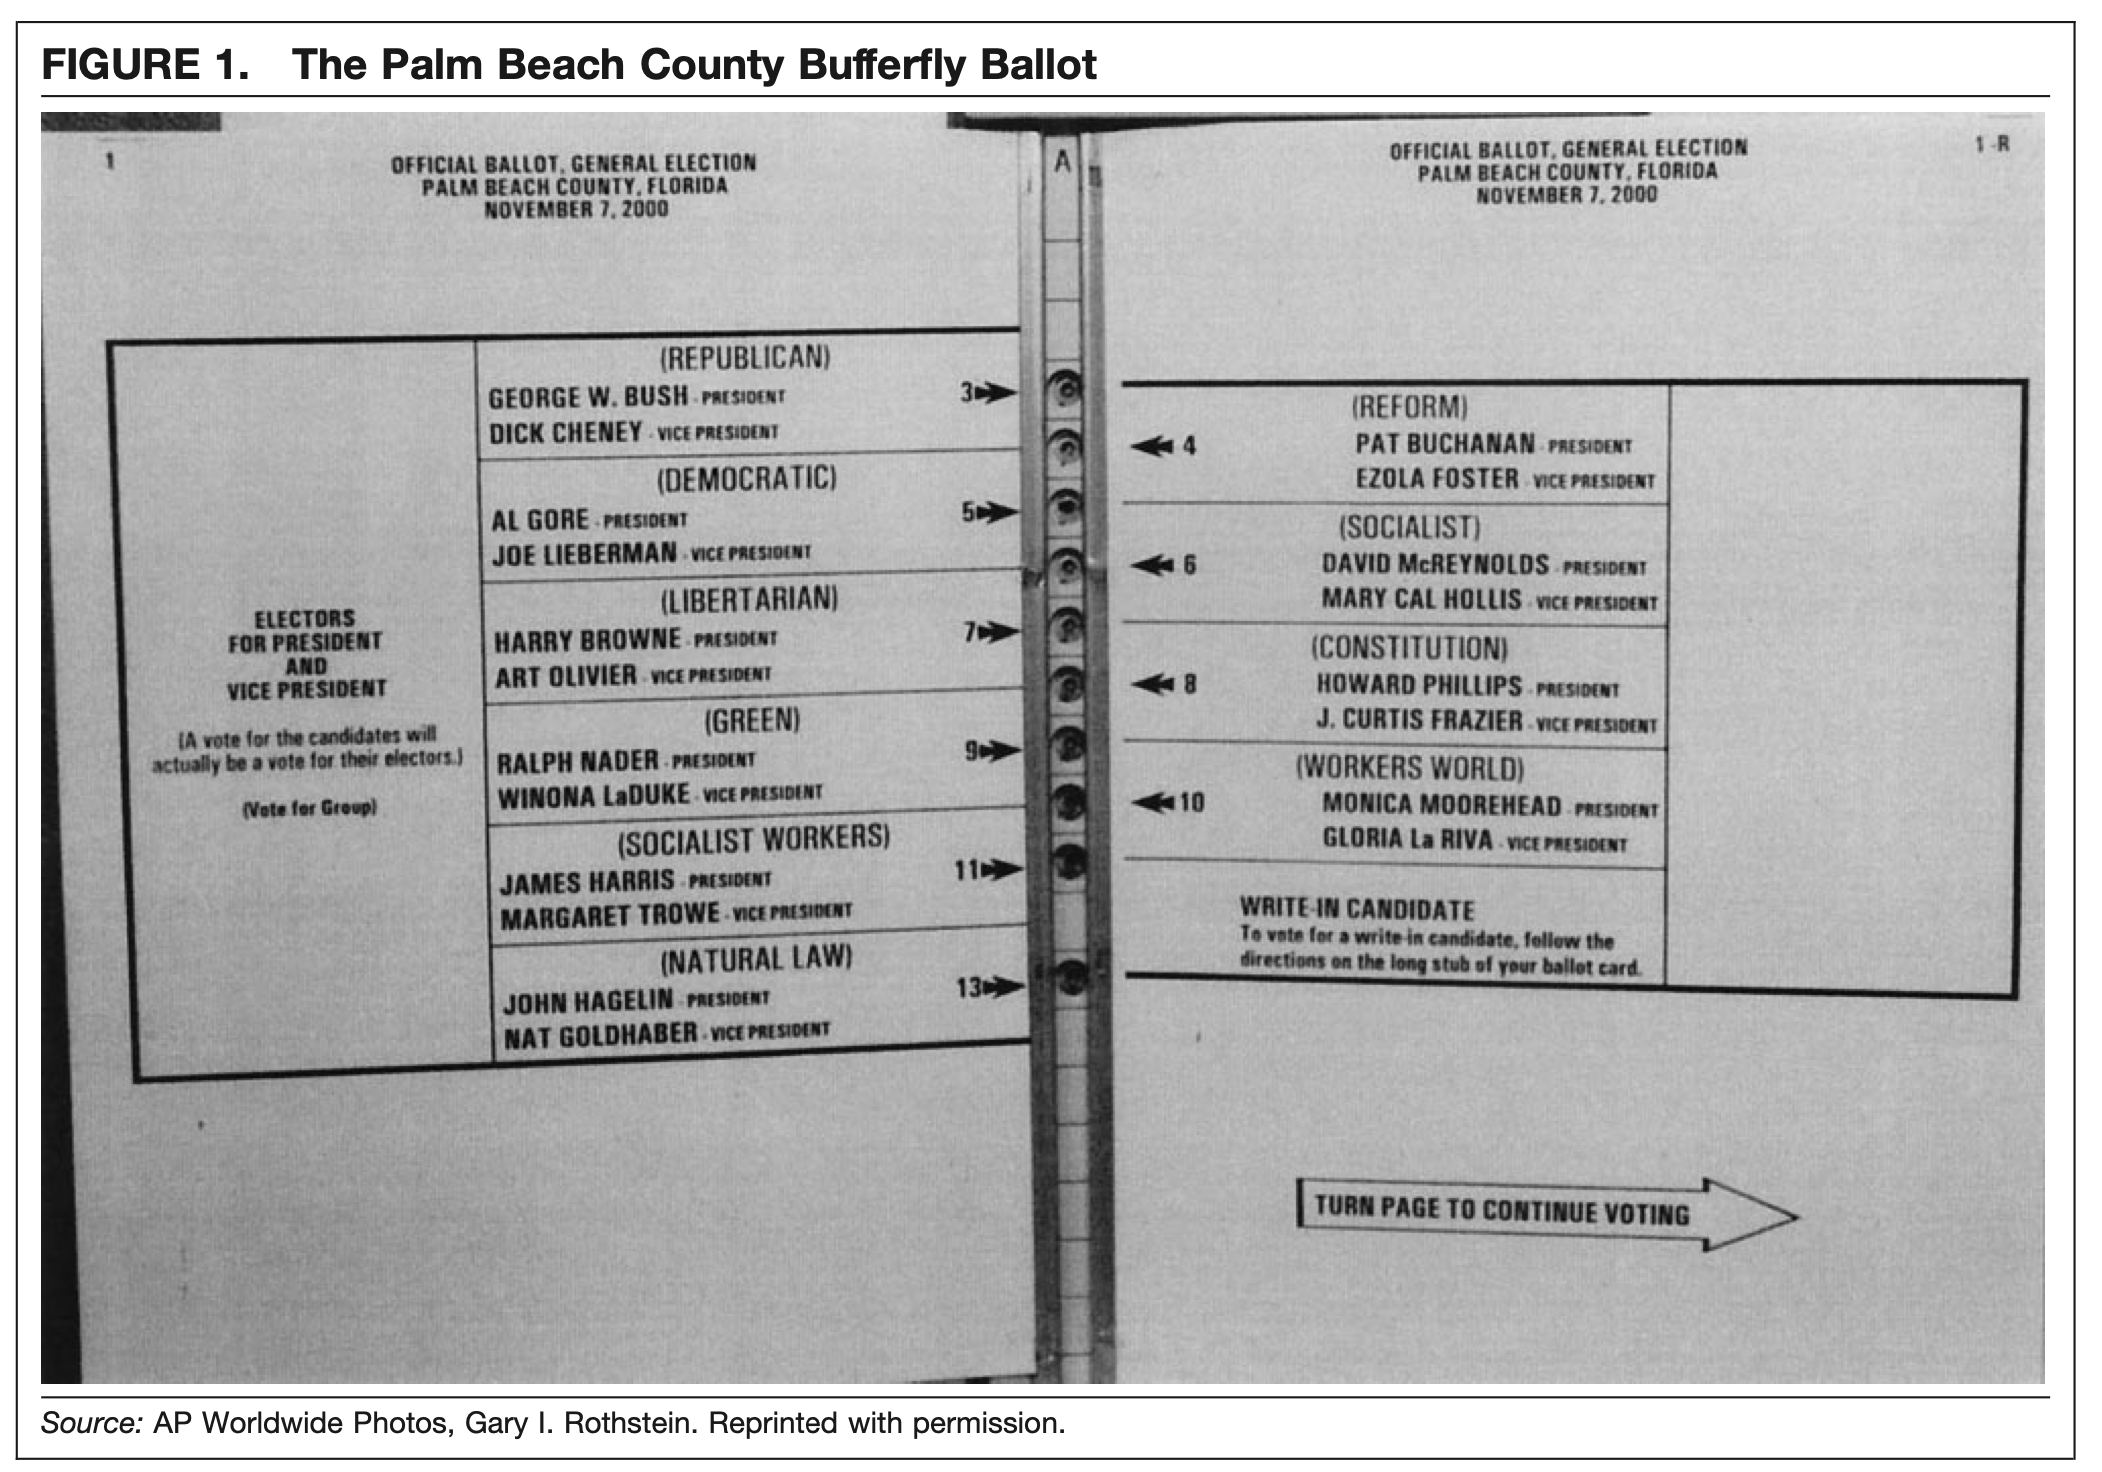 FIGURE 1. The Palm Beach County Bufferfly Ballot
1
OFFICIAL BALLOT, GENERAL ELECTION
PALM BEACH COUNTY, FLORIDA
NOVEMBER 7, 2000
ELECTORS
FOR PRESIDENT
AND
VICE PRESIDENT
(A vote for the candidates will
actually be a vote for their electors.)
(Vote for Group)
(REPUBLICAN)
GEORGE W. BUSH - PRESIDENT 3
DICK CHENEY - VICE PRESIDENT
(DEMOCRATIC)
AL GORE - PRESIDENT 5
JOE LIEBERMAN - VICE PRESIDENT
(LIBERTARIAN)
HARRY BROWNE - PRESIDENT 7
ART OLIVIER - VICE PRESIDENT
(GREEN)
RALPH NADER - PRESIDENT 9
WINONA LaDUKE - VICE PRESIDENT
(SOCIALIST WORKERS)
JAMES HARRIS - PRESIDENT 11
MARGARET TROWE - VICE PRESIDENT
(NATURAL LAW)
JOHN HAGELIN - PRESIDENT 13
NAT GOLDHABER - VICE PRESIDENT
A
1-R
OFFICIAL BALLOT, GENERAL ELECTION
PALM BEACH COUNTY, FLORIDA
NOVEMBER 7, 2000
(REFORM)
4 PAT BUCHANAN - PRESIDENT
EZOLA FOSTER - VICE PRESIDENT
(SOCIALIST)
6 DAVID McREYNOLDS - PRESIDENT
MARY CAL HOLLIS - VICE PRESIDENT
(CONSTITUTION)
8 HOWARD PHILLIPS - PRESIDENT
J. CURTIS FRAZIER - VICE PRESIDENT
(WORKERS WORLD)
10 MONICA MOOREHEAD - PRESIDENT
GLORIA La RIVA - VICE PRESIDENT
WRITE-IN CANDIDATE
To vote for a write-in candidate, follow the
directions on the long stub of your ballot card.
TURN PAGE TO CONTINUE VOTING
Source: AP Worldwide Photos, Gary I. Rothstein. Reprinted with permission.